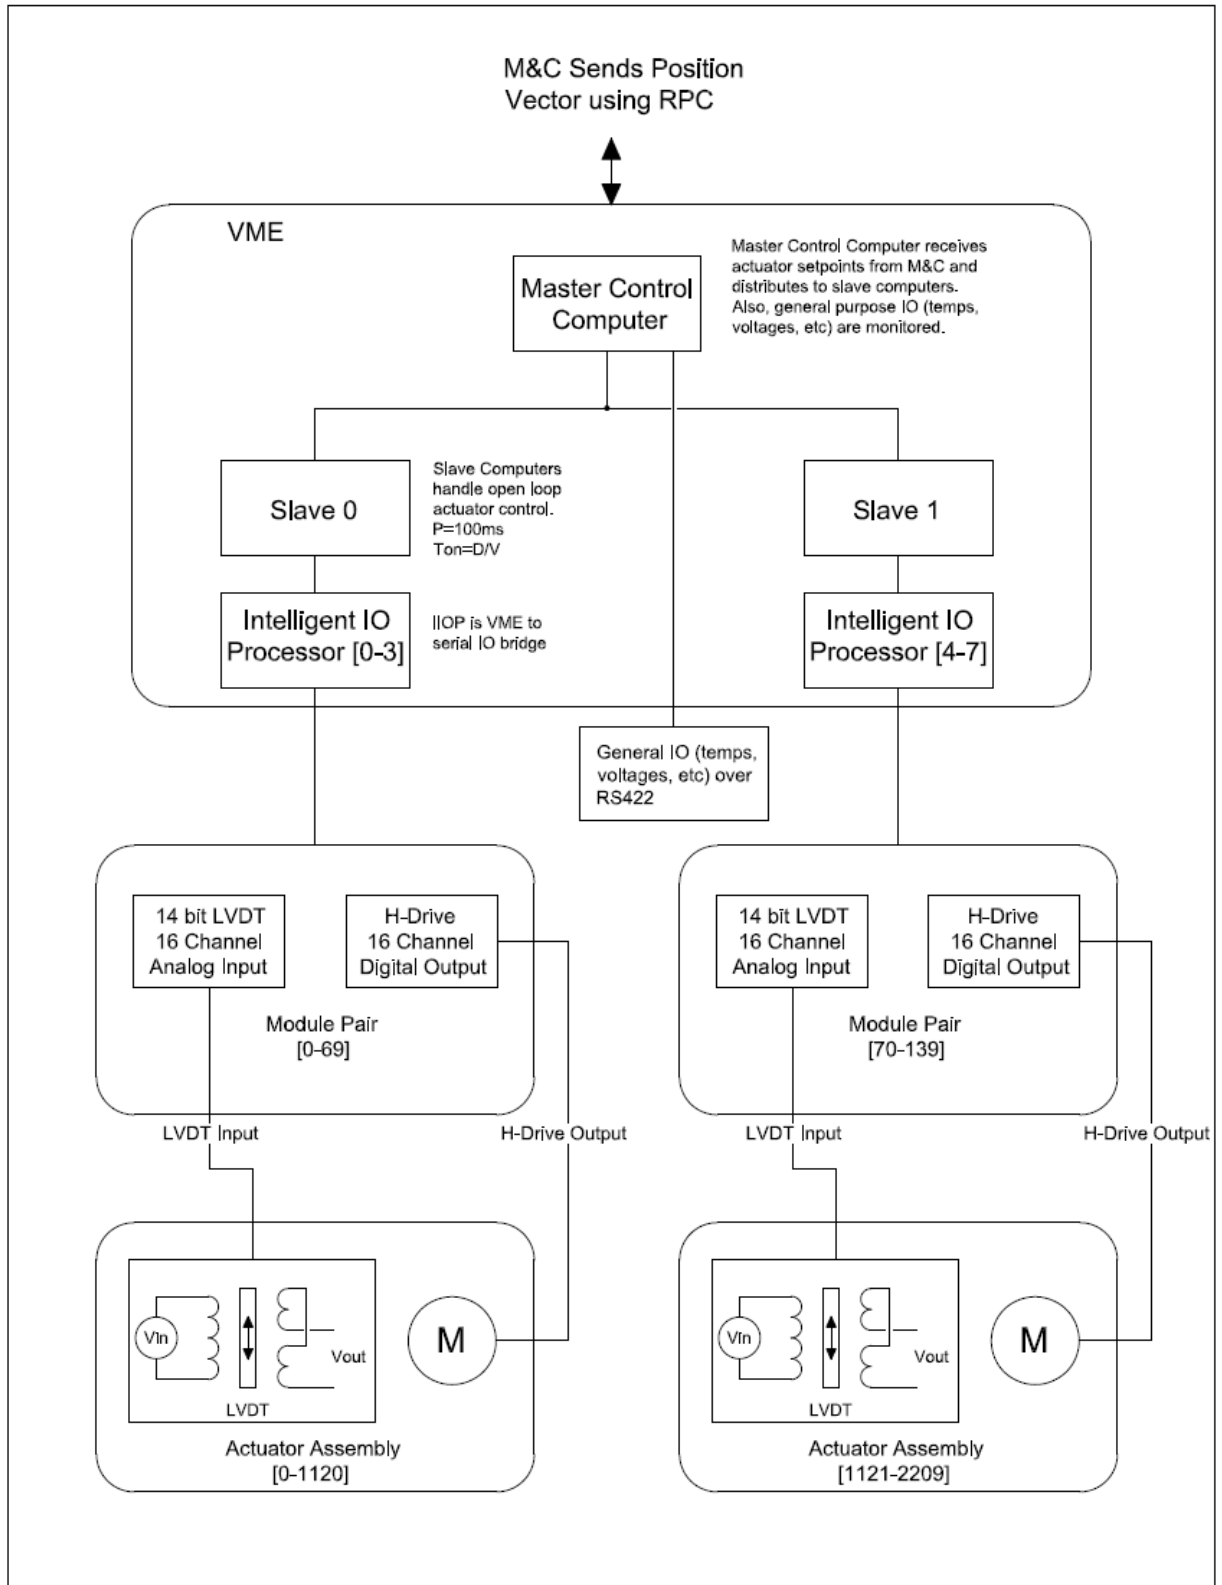 M&C Sends Position
Vector using RPC
VME
Master Control
Computer
Master Control Computer receives
actuator setpoints from M&C and
distributes to slave computers.
Also, general purpose IO (temps,
voltages, etc) are monitored.
Slave 0
Slave Computers
handle open loop
actuator control.
P=100ms
Ton=D/V
Slave 1
Intelligent IO
Processor [0-3]
IIOP is VME to
serial IO bridge
Intelligent IO
Processor [4-7]
General IO (temps,
voltages, etc) over
RS422
14 bit LVDT
16 Channel
Analog Input
H-Drive
16 Channel
Digital Output
Module Pair
[0-69]
14 bit LVDT
16 Channel
Analog Input
H-Drive
16 Channel
Digital Output
Module Pair
[70-139]
LVDT Input
H-Drive Output
LVDT Input
H-Drive Output
Vin
Vout
LVDT
M
Actuator Assembly
[0-1120]
Vin
Vout
LVDT
M
Actuator Assembly
[1121-2209]